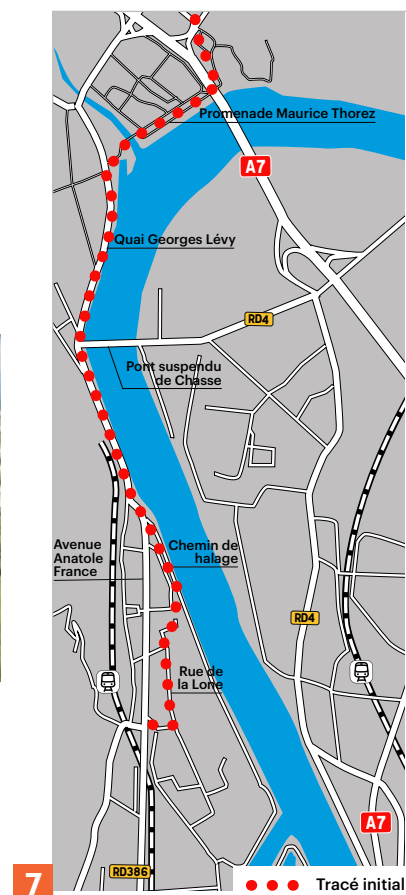 Promenade Maurice Thorez
A7
Quai Georges Lévy
RD4
Pont suspendu
de Chasse
Avenue
Anatole
France
Chemin de
halage
RD4
Rue de
la Lone
A7
RD386
7
Tracé initial